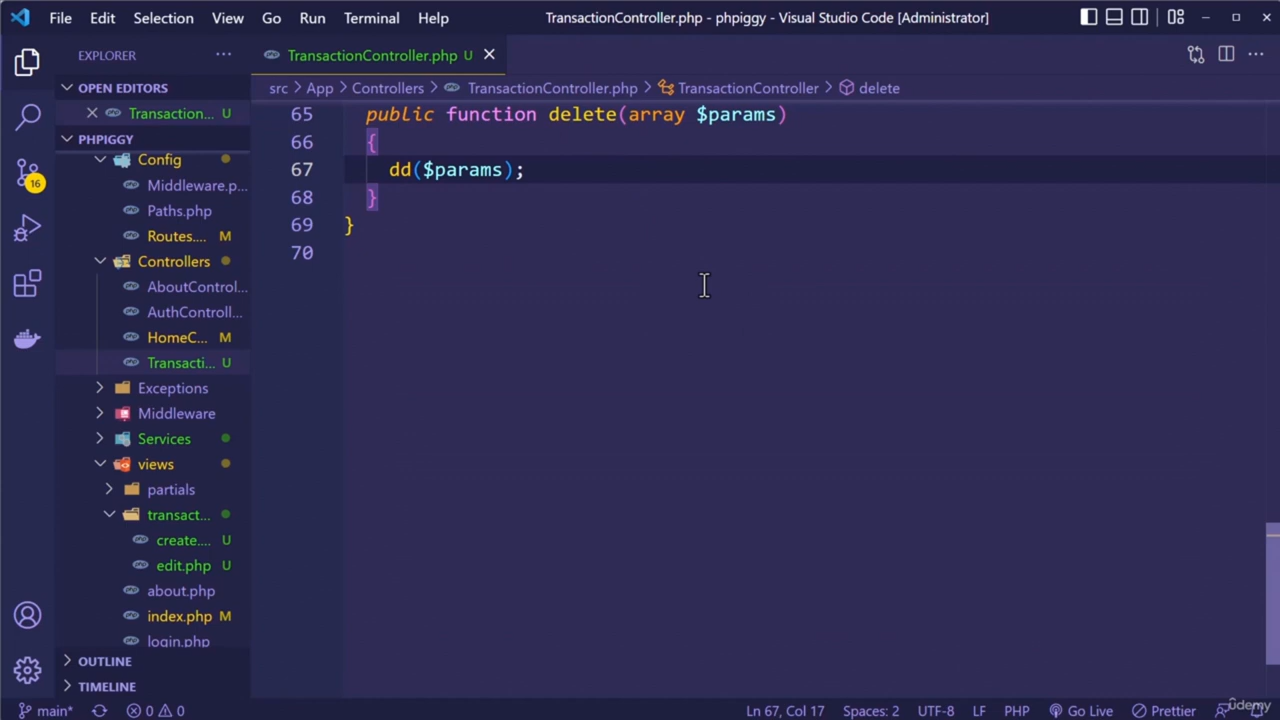 File Edit Selection View Go Run Terminal Help TransactionController.php - phpiggy - Visual Studio Code [Administrator]
EXPLORER ···
TransactionController.php U
OPEN EDITORS
Transaction... U
PHPIGGY
Config
Middleware.p...
Paths.php
Routes.... M
Controllers
AboutControl...
AuthControll...
HomeC... M
Transacti... U
Exceptions
Middleware
Services
views
partials
transact...
create.... U
edit.php U
about.php
index.php M
login.php
OUTLINE
TIMELINE
16
src > App > Controllers > TransactionController.php > TransactionController > delete
65 public function delete(array $params)
66 {
67 dd($params);
68 }
69 }
70
main* 0 0 Ln 67, Col 17 Spaces: 2 UTF-8 LF PHP Go Live Prettier
ûdemy